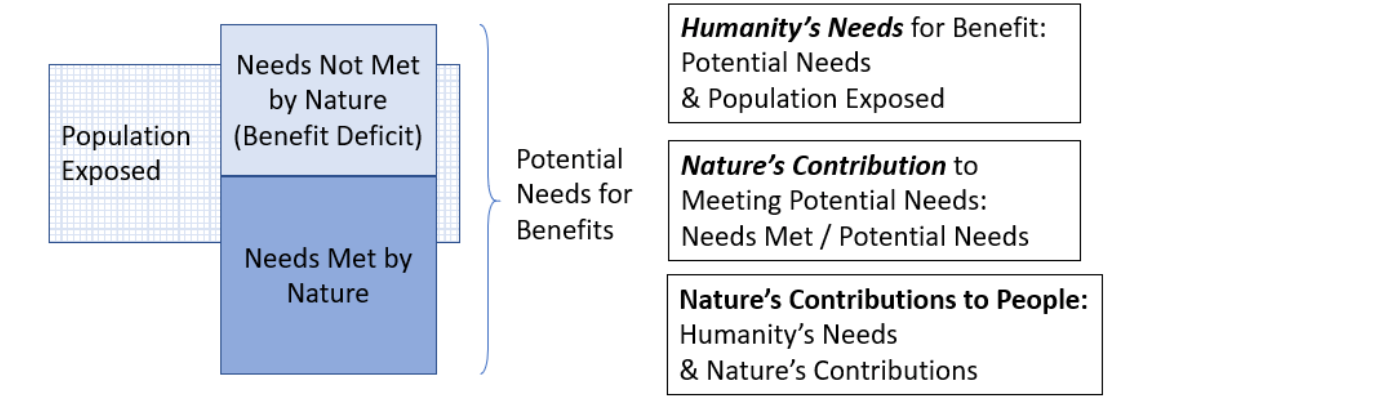 Population
Exposed
Needs Not Met
by Nature
(Benefit Deficit)
Needs Met by
Nature
Potential
Needs for
Benefits
Humanity’s Needs for Benefit:
Potential Needs
& Population Exposed
Nature’s Contribution to
Meeting Potential Needs:
Needs Met / Potential Needs
Nature’s Contributions to People:
Humanity’s Needs
& Nature’s Contributions